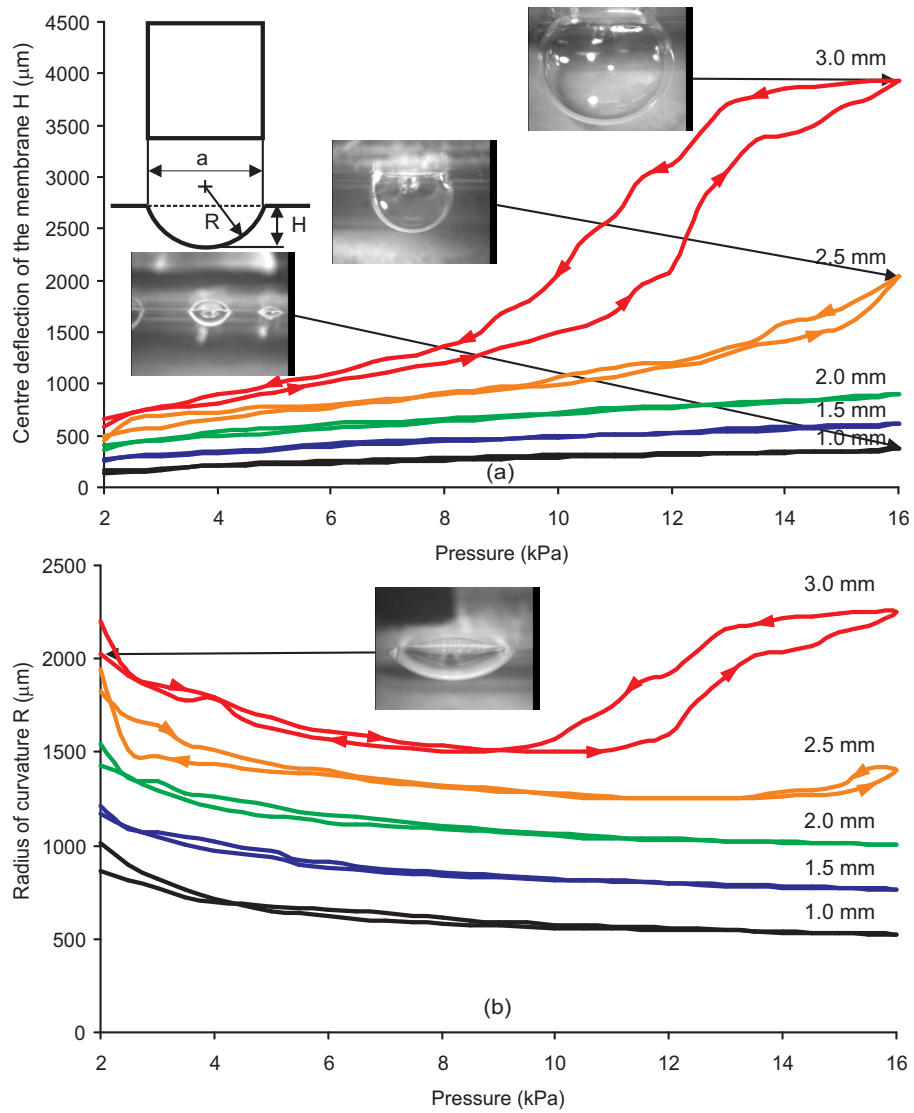 Centre deflection of the membrane H (μm)
4500
4000
3500
3000
2500
2000
1500
1000
500
0
a
R
H
3.0 mm
2.5 mm
2.0 mm
1.5 mm
1.0 mm
(a)
2 4 6 8 10 12 14 16
Pressure (kPa)
Radius of curvature R (μm)
2500
2000
1500
1000
500
0
3.0 mm
2.5 mm
2.0 mm
1.5 mm
1.0 mm
(b)
2 4 6 8 10 12 14 16
Pressure (kPa)